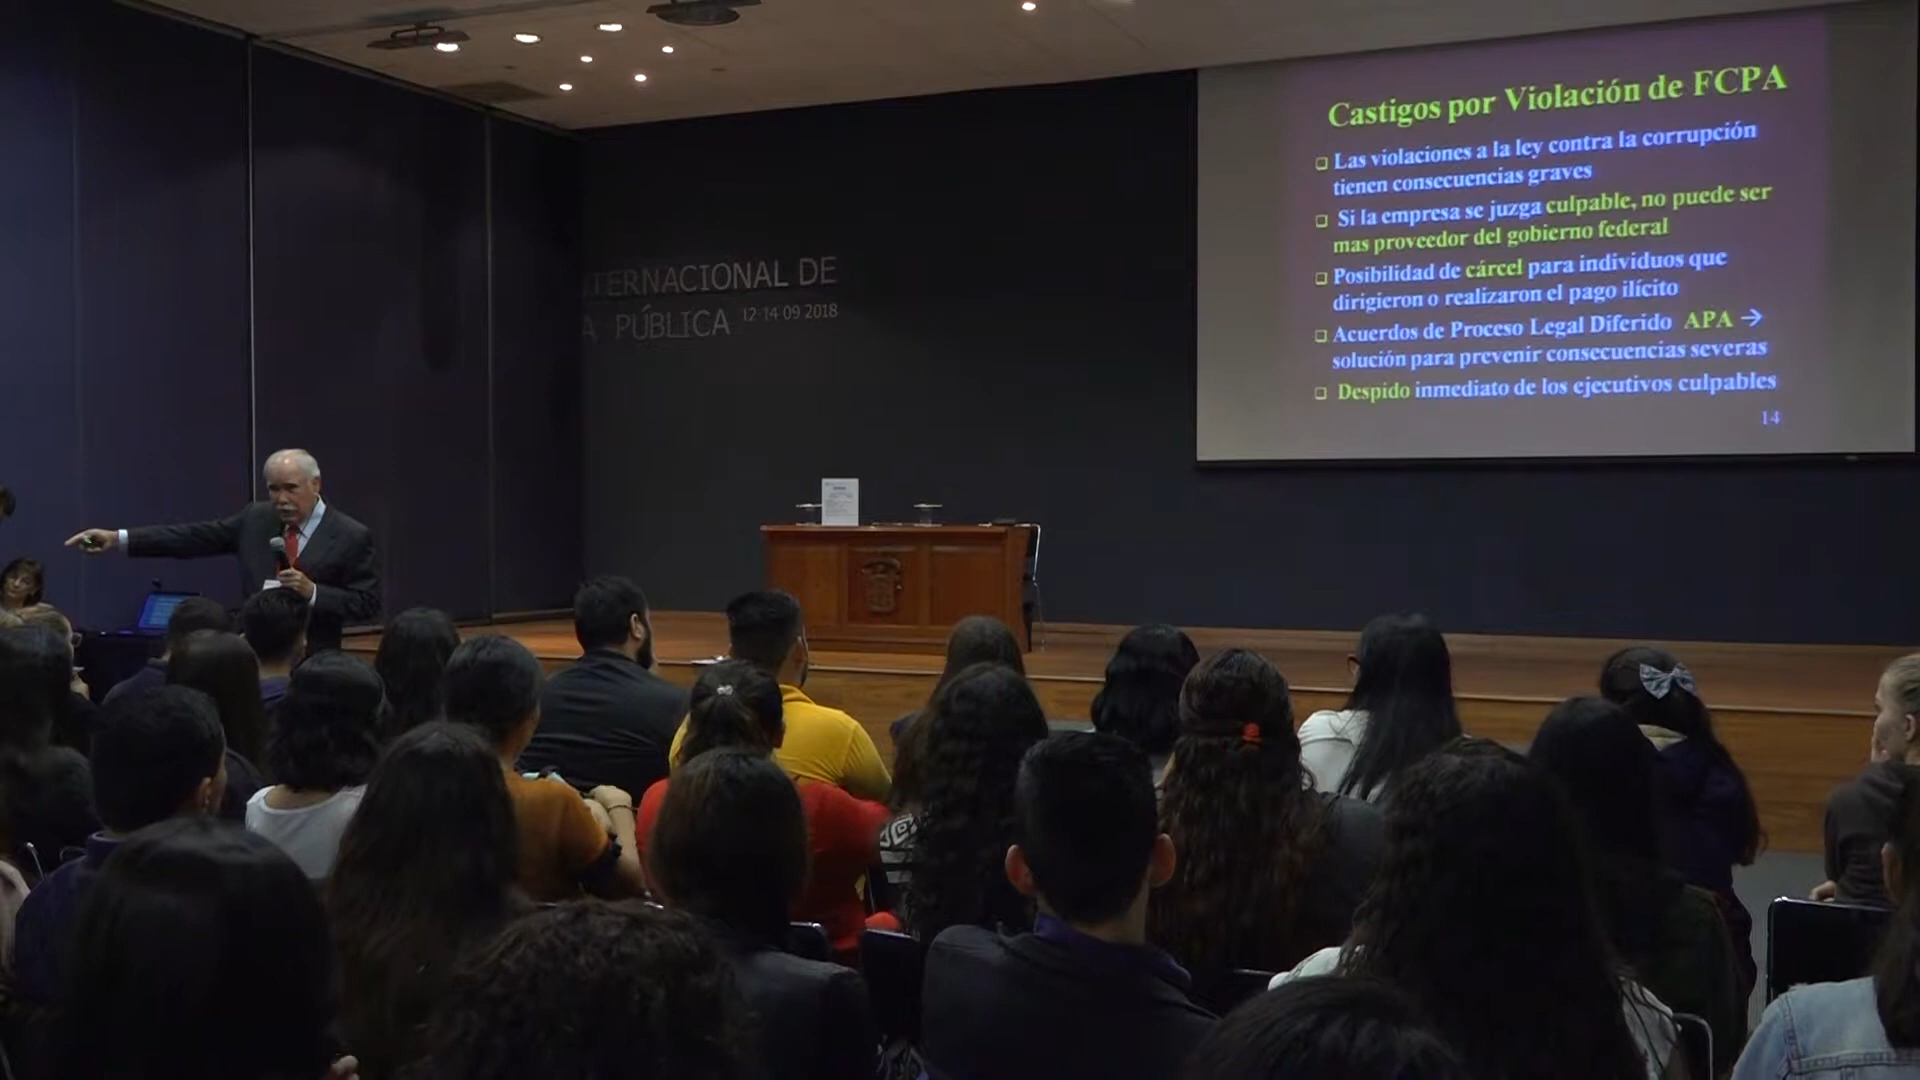 Castigos por Violación de FCPA
Las violaciones a la ley contra la corrupción
tienen consecuencias graves
Si la empresa se juzga culpable, no puede ser
mas proveedor del gobierno federal
Posibilidad de cárcel para individuos que
dirigieron o realizaron el pago ilícito
Acuerdos de Proceso Legal Diferido APA →
solución para prevenir consecuencias severas
Despido inmediato de los ejecutivos culpables
14
NTERNACIONAL DE
A PÚBLICA 12-14 09 2018